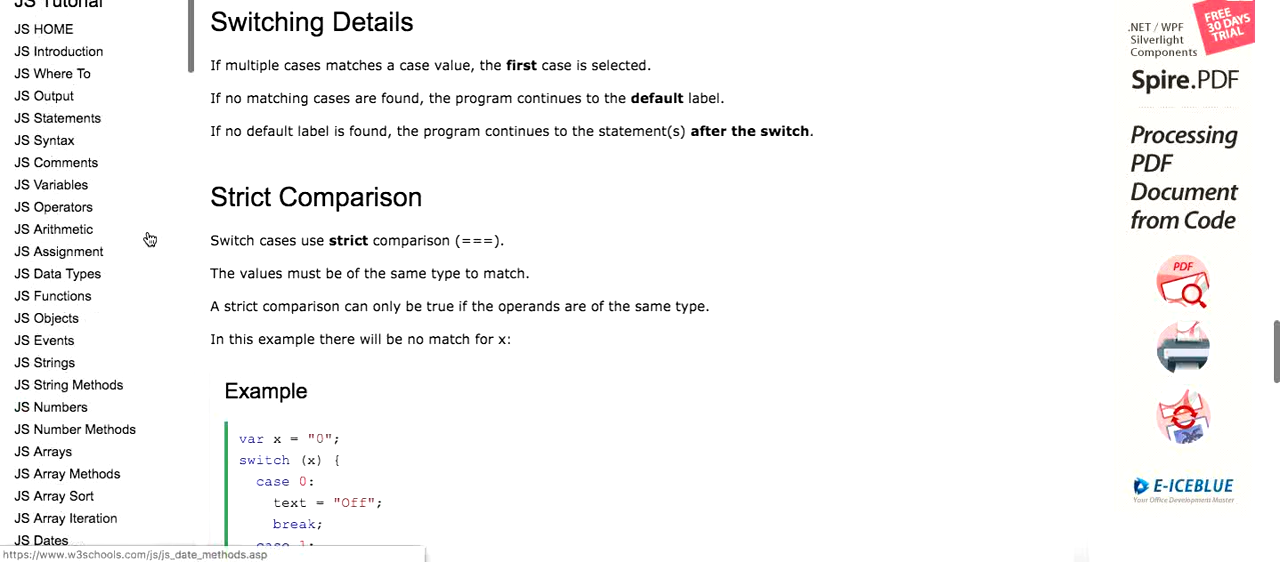 JS Tutorial
JS HOME
JS Introduction
JS Where To
JS Output
JS Statements
JS Syntax
JS Comments
JS Variables
JS Operators
JS Arithmetic
JS Assignment
JS Data Types
JS Functions
JS Objects
JS Events
JS Strings
JS String Methods
JS Numbers
JS Number Methods
JS Arrays
JS Array Methods
JS Array Sort
JS Array Iteration
JS Dates
https://www.w3schools.com/js/js_date_methods.asp
Switching Details
If multiple cases matches a case value, the first case is selected.
If no matching cases are found, the program continues to the default label.
If no default label is found, the program continues to the statement(s) after the switch.
Strict Comparison
Switch cases use strict comparison (===).
The values must be of the same type to match.
A strict comparison can only be true if the operands are of the same type.
In this example there will be no match for x:
Example
var x = "0";
switch (x) {
case 0:
text = "Off";
break;
case 1:
FREE
30 DAYS
TRIAL
.NET / WPF
Silverlight
Components
Spire.PDF
Processing
PDF
Document
from Code
PDF
E-ICEBLUE
Your Office Development Master